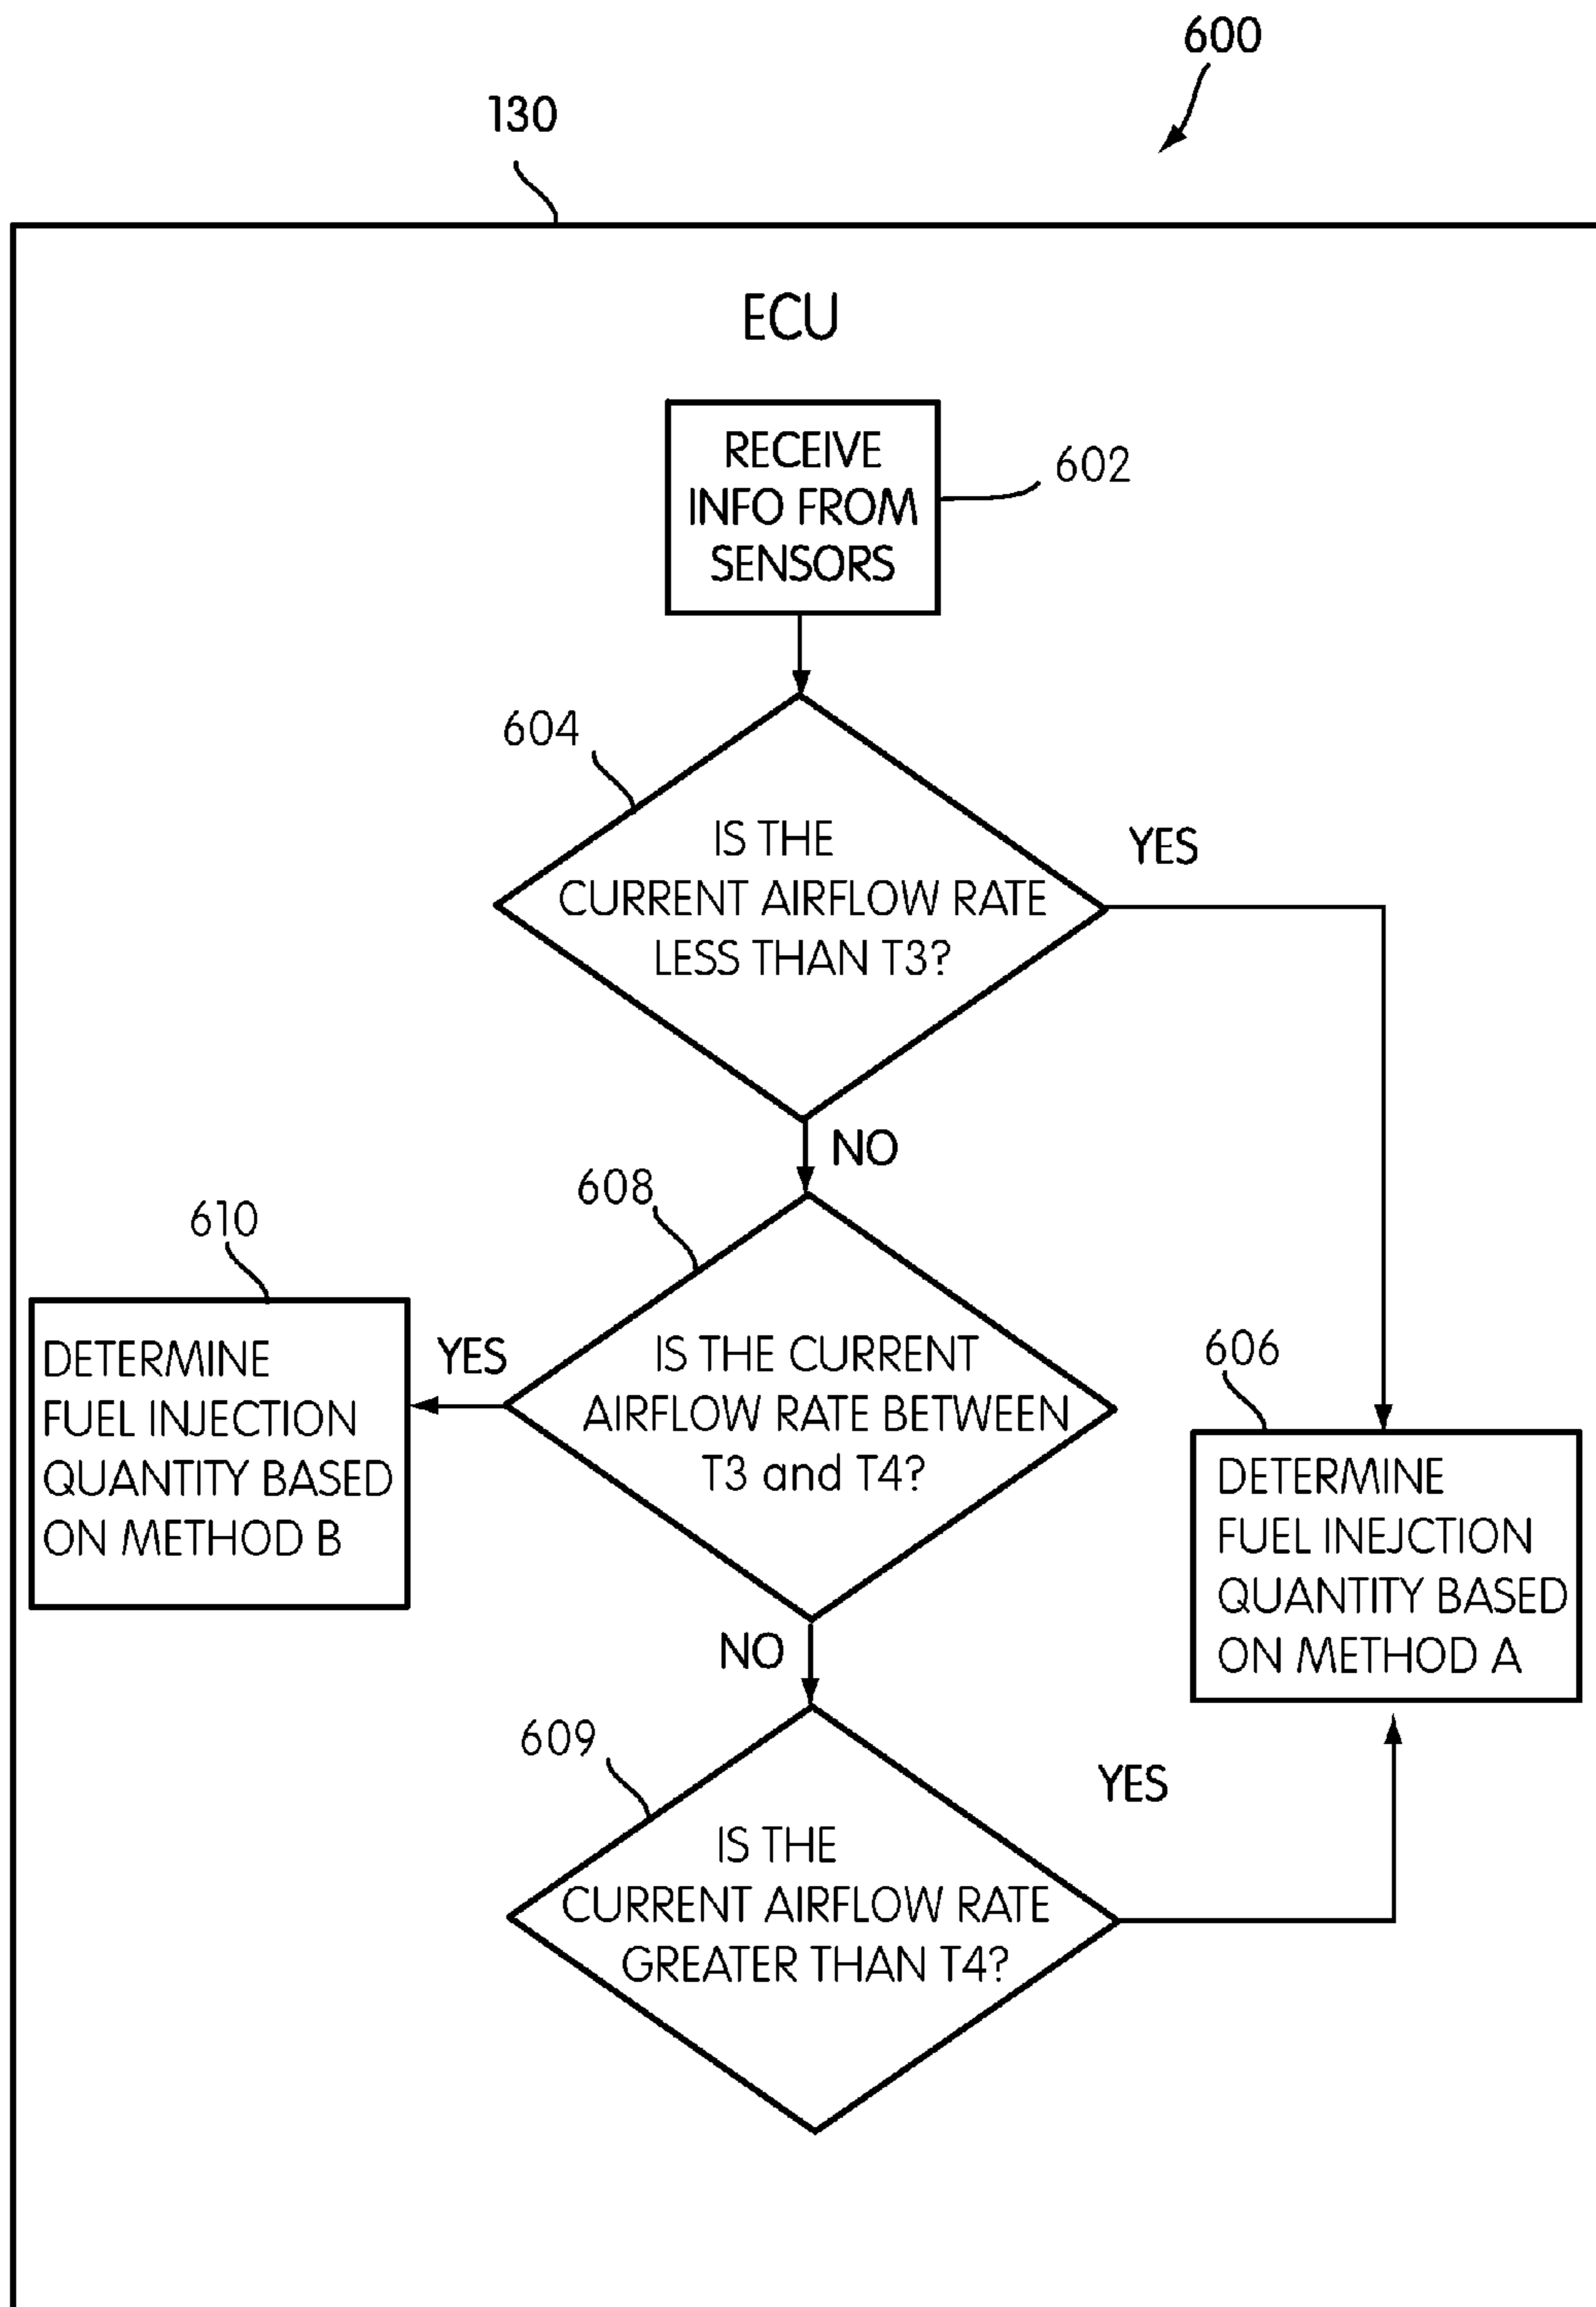 600
130
ECU
RECEIVE
INFO FROM
SENSORS
602
604
IS THE
CURRENT AIRFLOW RATE
LESS THAN T3?
YES
NO
608
610
DETERMINE
FUEL INJECTION
QUANTITY BASED
ON METHOD B
YES
IS THE CURRENT
AIRFLOW RATE BETWEEN
T3 and T4?
606
DETERMINE
FUEL INEJCTION
QUANTITY BASED
ON METHOD A
NO
609
IS THE
CURRENT AIRFLOW RATE
GREATER THAN T4?
YES